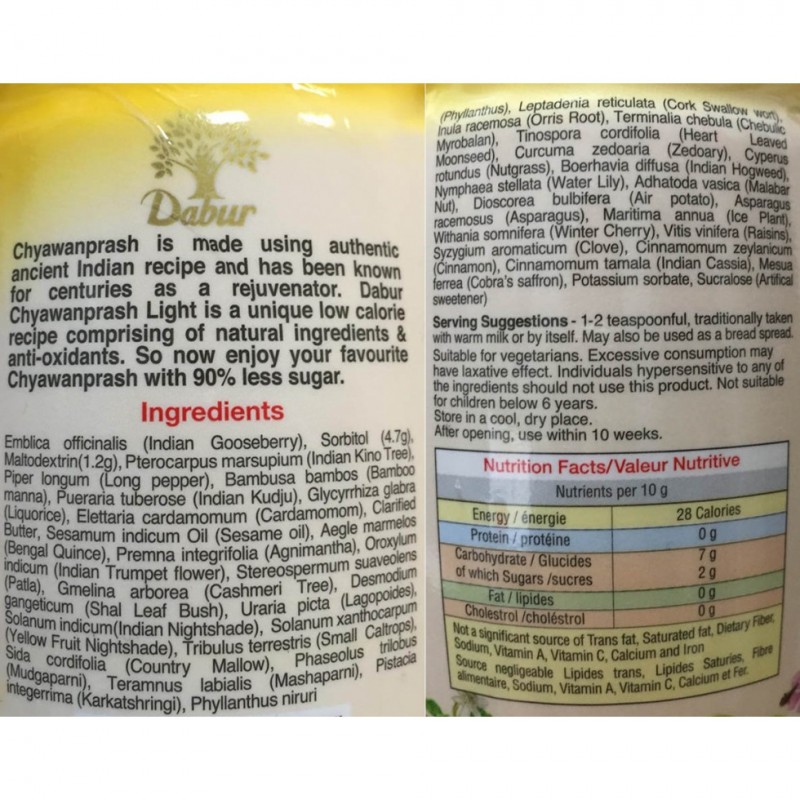 Dabur
Chyawanprash is made using authentic
ancient Indian recipe and has been known
for centuries as a rejuvenator. Dabur
Chyawanprash Light is a unique low calorie
recipe comprising of natural ingredients &
anti-oxidants. So now enjoy your favourite
Chyawanprash with 90% less sugar.
Ingredients
Emblica officinalis (Indian Gooseberry), Sorbitol (4.7g),
Maltodextrin(1.2g), Pterocarpus marsupium (Indian Kino Tree),
Piper longum (Long pepper), Bambusa bambos (Bamboo
manna), Pueraria tuberose (Indian Kudju), Glycyrrhiza glabra
(Liquorice), Elettaria cardamomum (Cardamomom), Clarified
Butter, Sesamum indicum Oil (Sesame oil), Aegle marmelos
(Bengal Quince), Premna integrifolia (Agnimantha), Oroxylum
indicum (Indian Trumpet flower), Stereospermum suaveolens
(Patla), Gmelina arborea (Cashmeri Tree), Desmodium
gangeticum (Shal Leaf Bush), Uraria picta (Lagopoides),
Solanum indicum(Indian Nightshade), Solanum xanthocarpum
(Yellow Fruit Nightshade), Tribulus terrestris (Small Caltrops),
Sida cordifolia (Country Mallow), Phaseolus trilobus
(Mudgaparni), Teramnus labialis (Mashaparni), Pistacia
integerrima (Karkatshringi), Phyllanthus niruri
(Phyllanthus), Leptadenia reticulata (Cork Swallow wort),
Inula racemosa (Orris Root), Terminalia chebula (Chebulic
Myrobalan), Tinospora cordifolia (Heart Leaved
Moonseed), Curcuma zedoaria (Zedoary), Cyperus
rotundus (Nutgrass), Boerhavia diffusa (Indian Hogweed),
Nymphaea stellata (Water Lily), Adhatoda vasica (Malabar
Nut), Dioscorea bulbifera (Air potato), Asparagus
racemosus (Asparagus), Maritima annua (Ice Plant),
Withania somnifera (Winter Cherry), Vitis vinifera (Raisins),
Syzygium aromaticum (Clove), Cinnamomum zeylanicum
(Cinnamon), Cinnamomum tamala (Indian Cassia), Mesua
ferrea (Cobra's saffron), Potassium sorbate, Sucralose (Artifical
sweetener)
Serving Suggestions - 1-2 teaspoonful, traditionally taken
with warm milk or by itself. May also be used as a bread spread.
Suitable for vegetarians. Excessive consumption may
have laxative effect. Individuals hypersensitive to any of
the ingredients should not use this product. Not suitable
for children below 6 years.
Store in a cool, dry place.
After opening, use within 10 weeks.
Nutrition Facts/Valeur Nutritive
Nutrients per 10 g
Energy / énergie 28 Calories
Protein / protéine 0 g
Carbohydrate / Glucides 7 g
of which Sugars /sucres 2 g
Fat / lipides 0 g
Cholestrol /choléstrol 0 g
Not a significant source of Trans fat, Saturated fat, Dietary Fiber,
Sodium, Vitamin A, Vitamin C, Calcium and Iron
Source negligeable Lipides trans, Lipides Saturies, Fibre
alimentaire, Sodium, Vitamin A, Vitamin C, Calcium et Fer.